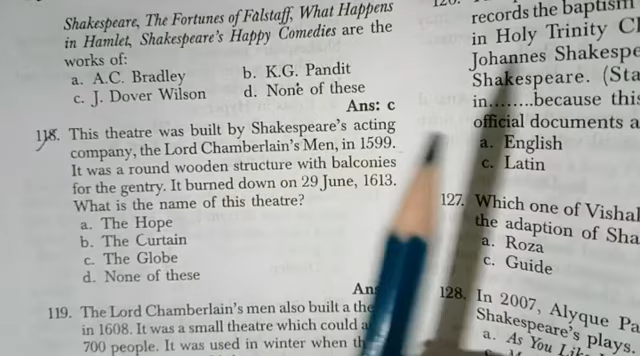 Shakespeare, The Fortunes of Falstaff, What Happens
in Hamlet, Shakespeare's Happy Comedies are the
works of:
a. A.C. Bradley b. K.G. Pandit
c. J. Dover Wilson d. None of these
Ans: c
118. This theatre was built by Shakespeare's acting
company, the Lord Chamberlain's Men, in 1599.
It was a round wooden structure with balconies
for the gentry. It burned down on 29 June, 1613.
What is the name of this theatre?
a. The Hope
b. The Curtain
c. The Globe
d. None of these
119. The Lord Chamberlain's men also built a the
in 1608. It was a small theatre which could
700 people. It was used in winter when
records the baptism
in Holy Trinity
Johannes Shakespe
Shakespeare. (Sta
in........because this
official documents a
a. English
c. Latin
127. Which one of Vishal
the adaption of Sha
a. Roza
c. Guide
128. In 2007, Alyque Pa
Shakespeare's plays.
a. As You Lik